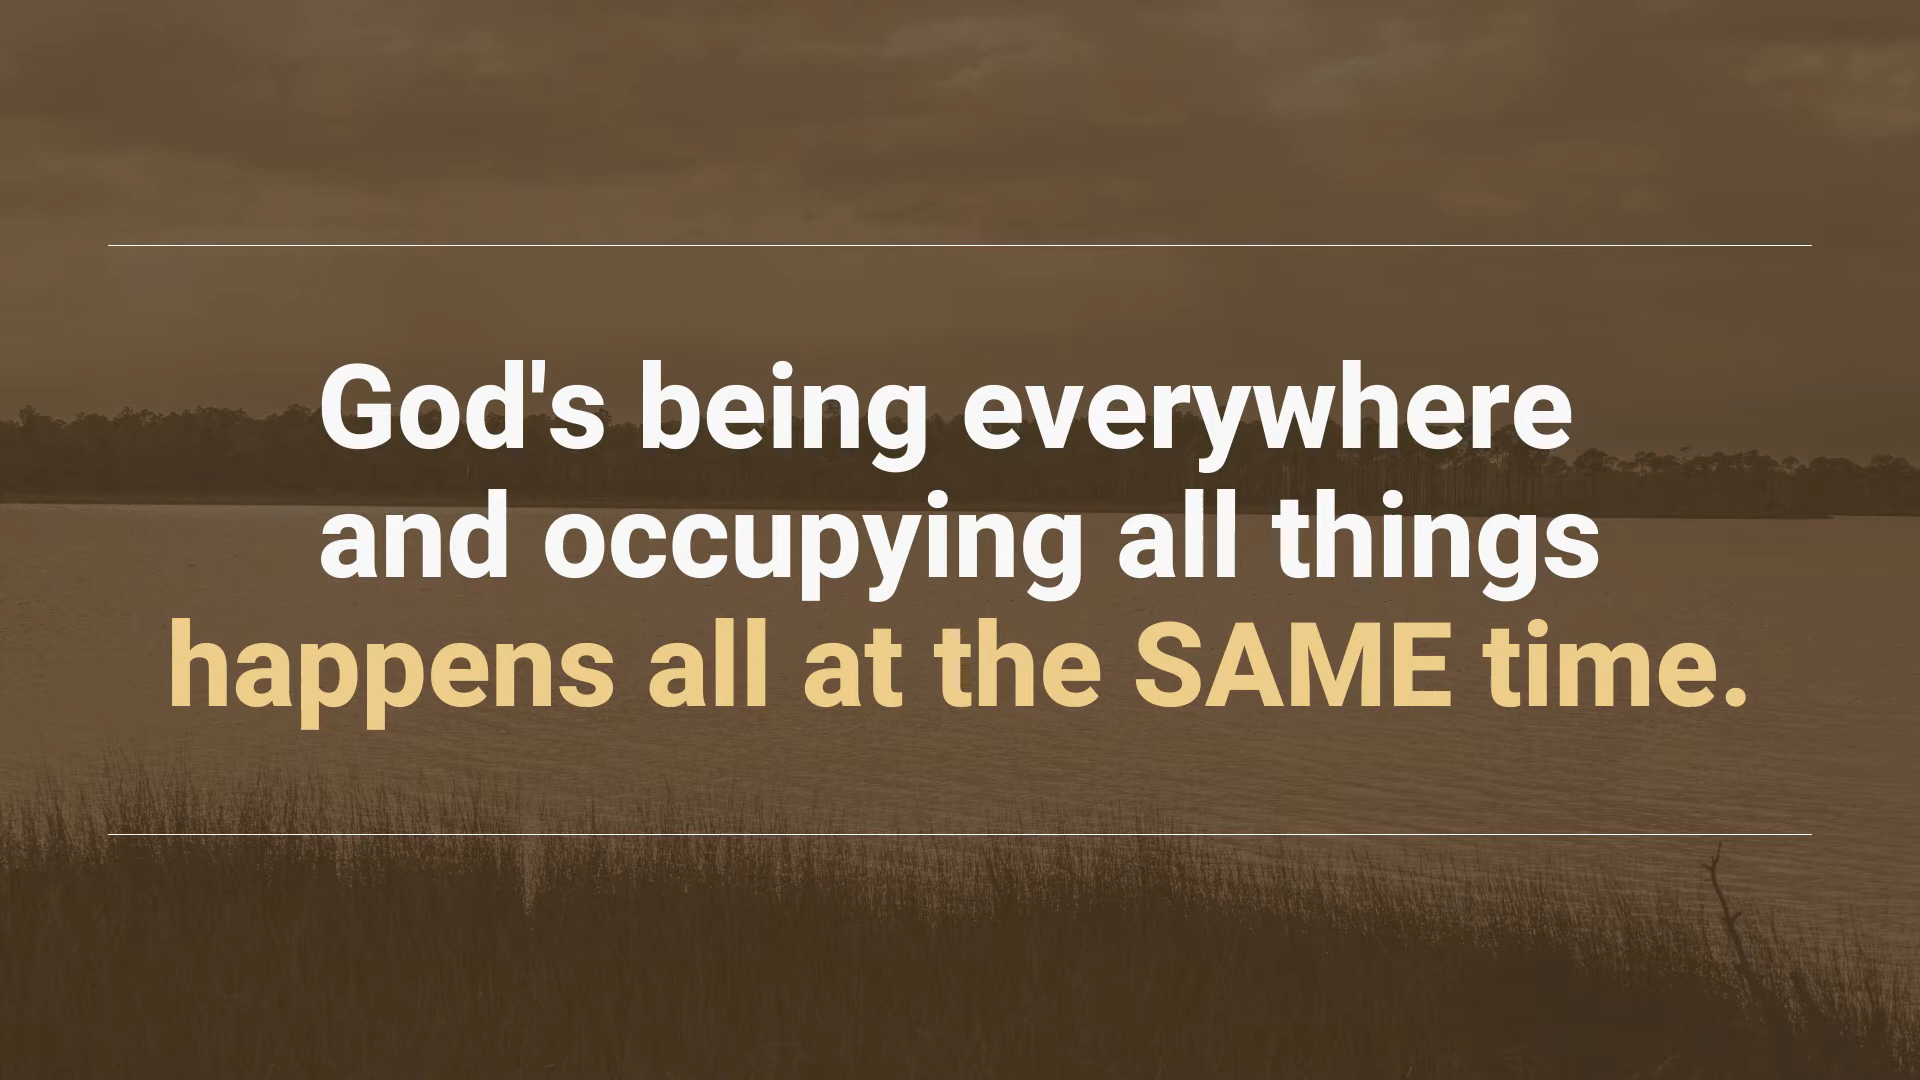 God's being everywhere
and occupying all things
happens all at the SAME time.